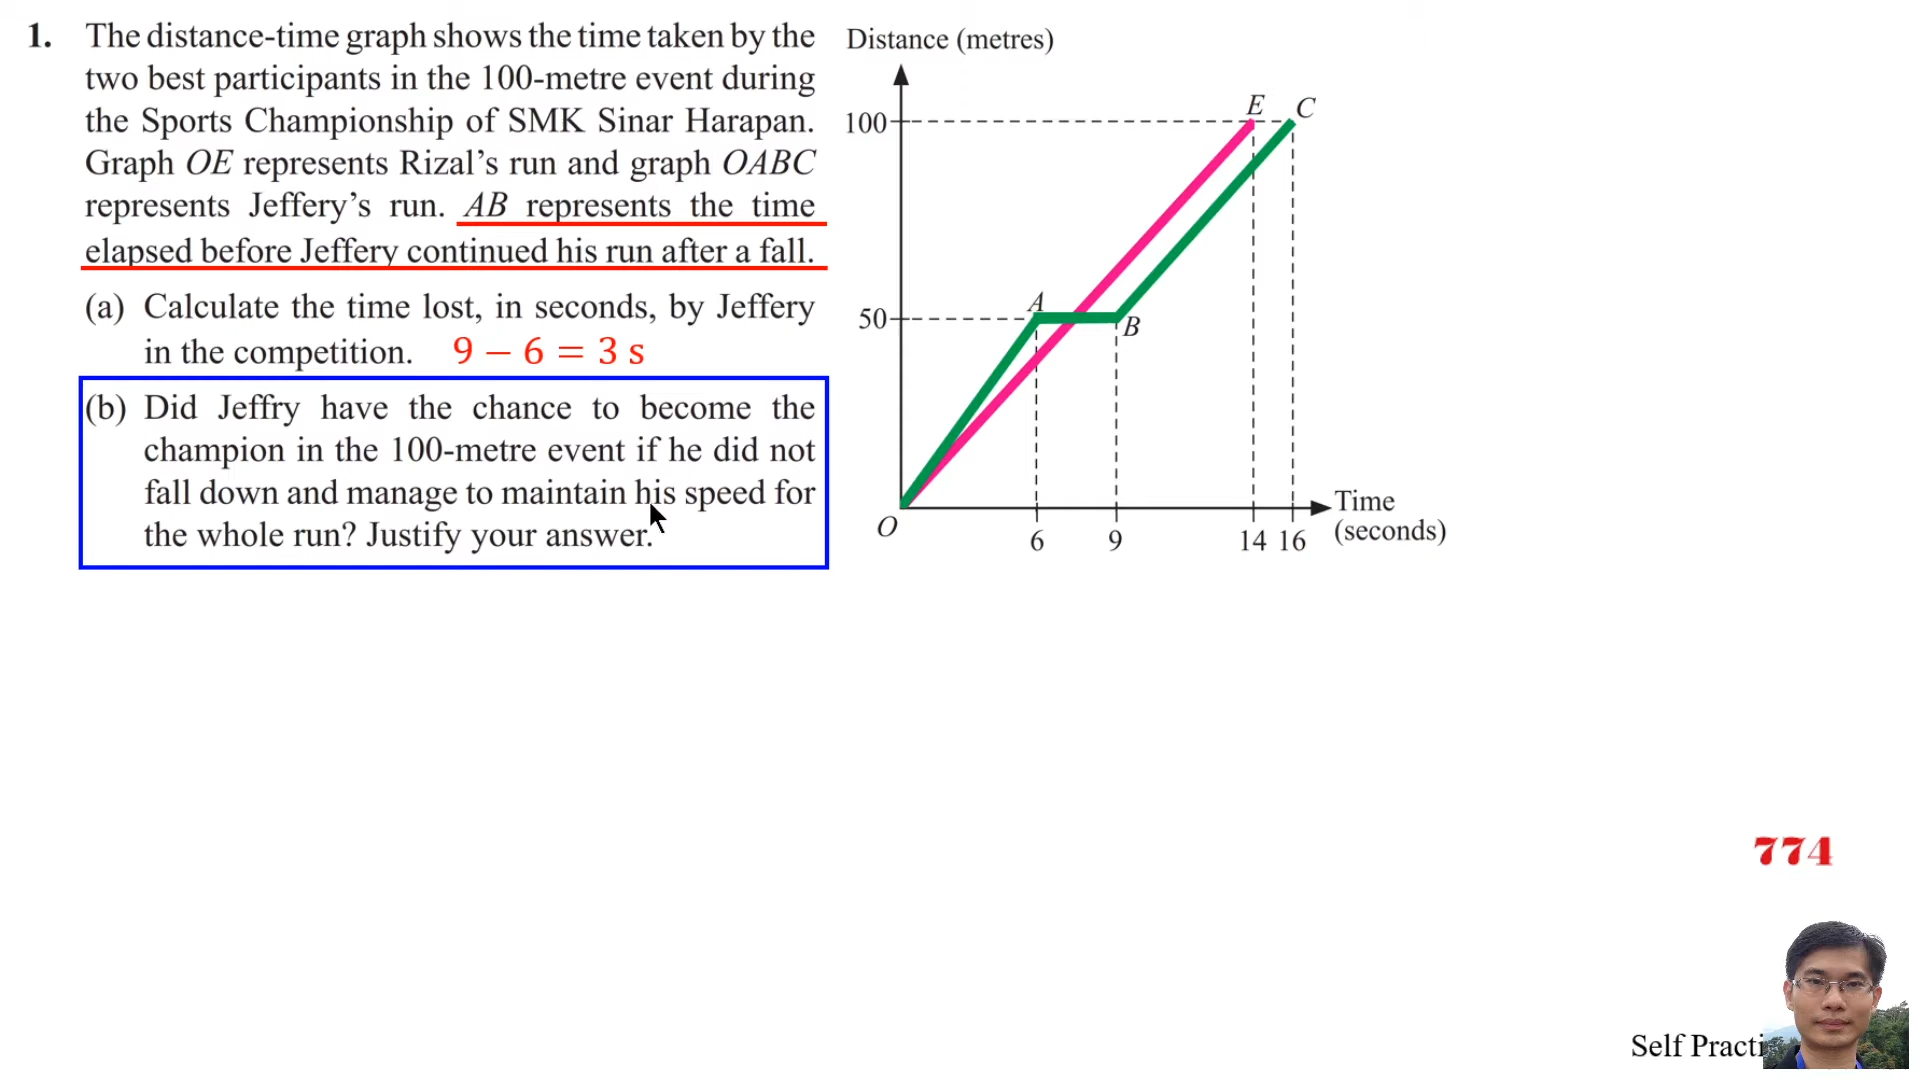 1. The distance-time graph shows the time taken by the
two best participants in the 100-metre event during
the Sports Championship of SMK Sinar Harapan.
Graph OE represents Rizal’s run and graph OABC
represents Jeffery’s run. AB represents the time
elapsed before Jeffery continued his run after a fall.
(a) Calculate the time lost, in seconds, by Jeffery
in the competition. 9 − 6 = 3 s
(b) Did Jeffry have the chance to become the
champion in the 100-metre event if he did not
fall down and manage to maintain his speed for
the whole run? Justify your answer.
Distance (metres)
E C
100
A
50
B
Time
O
(seconds)
6 9 14 16
774
Self Practi